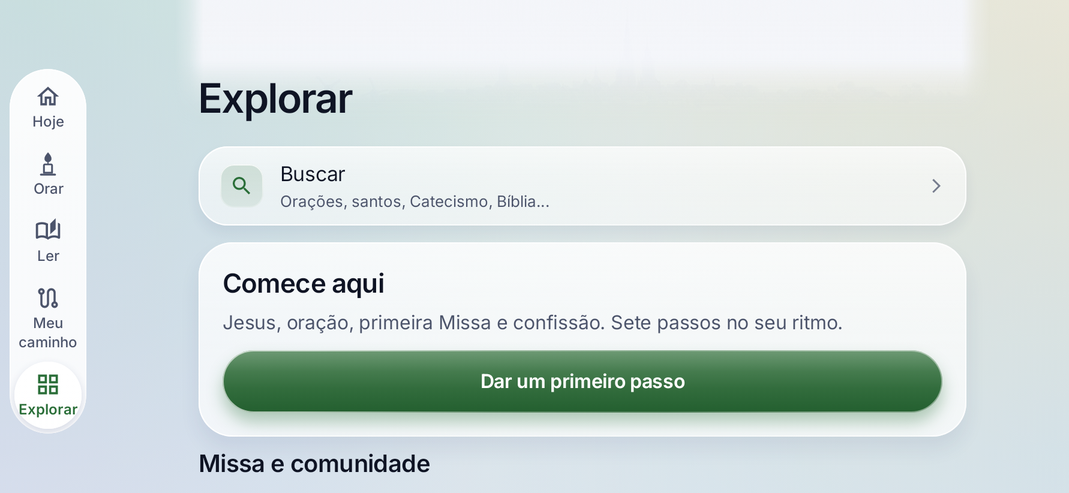 Explorar
Hoje
Orar
Ler
Meu
caminho
Explorar
Buscar
Orações, santos, Catecismo, Bíblia...
Comece aqui
Jesus, oração, primeira Missa e confissão. Sete passos no seu ritmo.
Dar um primeiro passo
Missa e comunidade